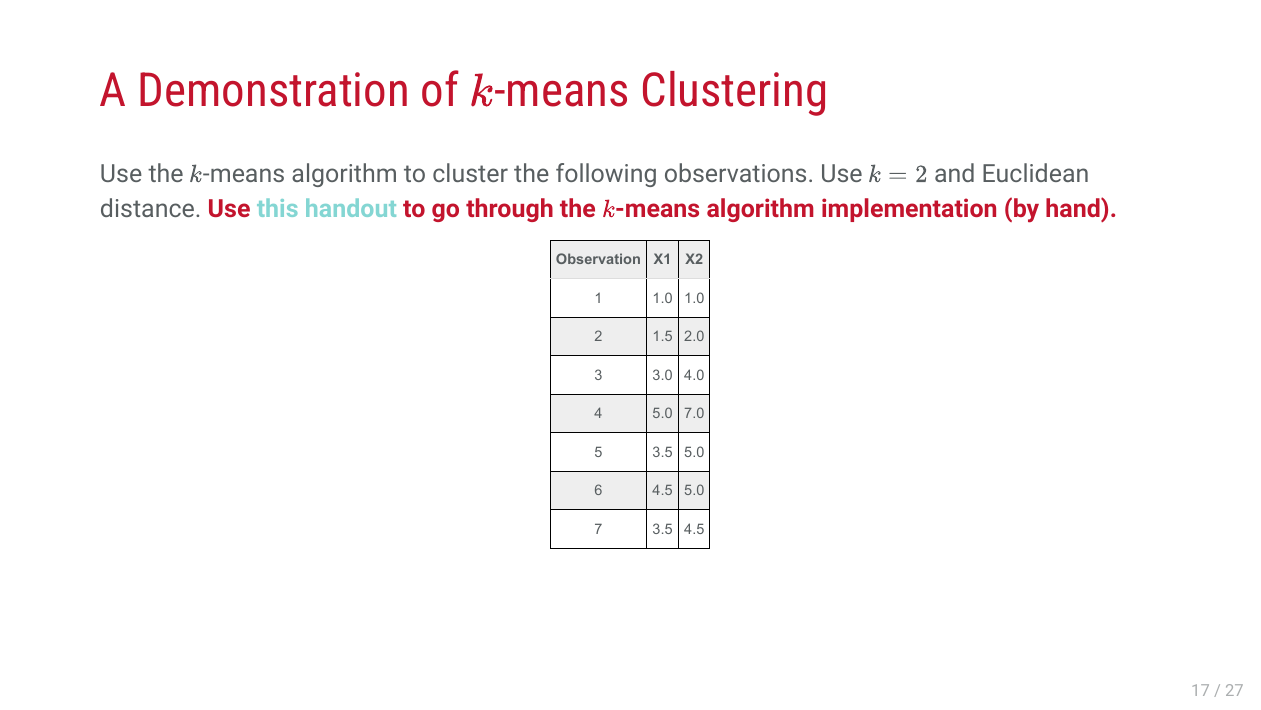 A Demonstration of k-means Clustering
Use the k-means algorithm to cluster the following observations. Use k = 2 and Euclidean
distance. Use this handout to go through the k-means algorithm implementation (by hand).
Observation X1 X2
1 1.0 1.0
2 1.5 2.0
3 3.0 4.0
4 5.0 7.0
5 3.5 5.0
6 4.5 5.0
7 3.5 4.5
17 / 27